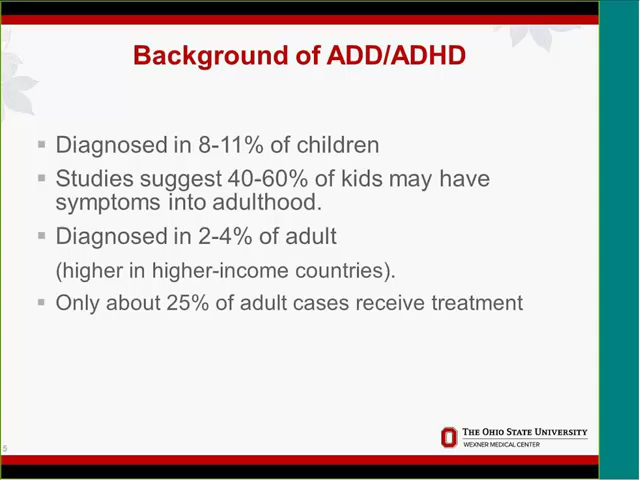 Background of ADD/ADHD
Diagnosed in 8-11% of children
Studies suggest 40-60% of kids may have
symptoms into adulthood.
Diagnosed in 2-4% of adult
(higher in higher-income countries).
Only about 25% of adult cases receive treatment
5
THE OHIO STATE UNIVERSITY
WEXNER MEDICAL CENTER